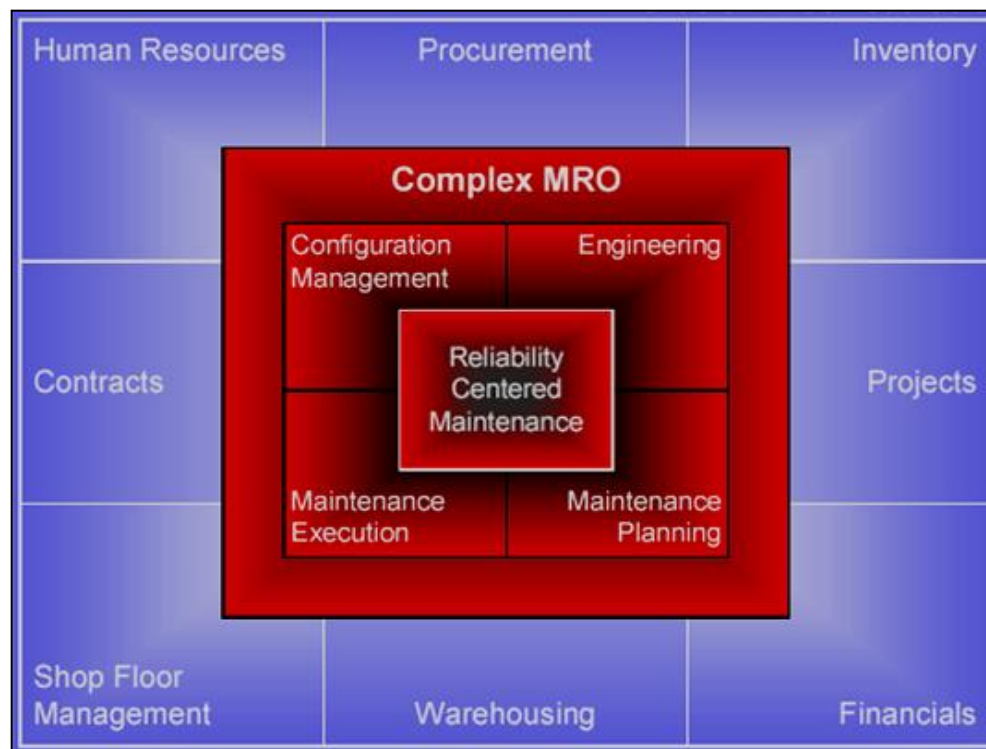 Human Resources
Procurement
Inventory
Complex MRO
Configuration
Management
Engineering
Reliability
Centered
Maintenance
Contracts
Projects
Maintenance
Execution
Maintenance
Planning
Shop Floor
Management
Warehousing
Financials